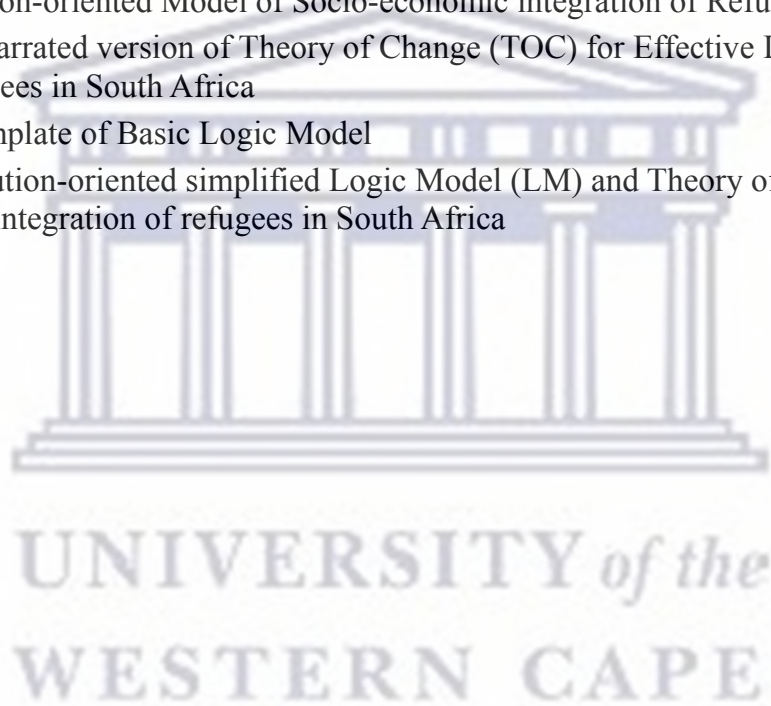 on-oriented Model of Socio-economic integration of Refu
arrated version of Theory of Change (TOC) for Effective
ees in South Africa
nplate of Basic Logic Model
ution-oriented simplified Logic Model (LM) and Theory o
integration of refugees in South Africa
UNIVERSITY of the
WESTERN CAPE